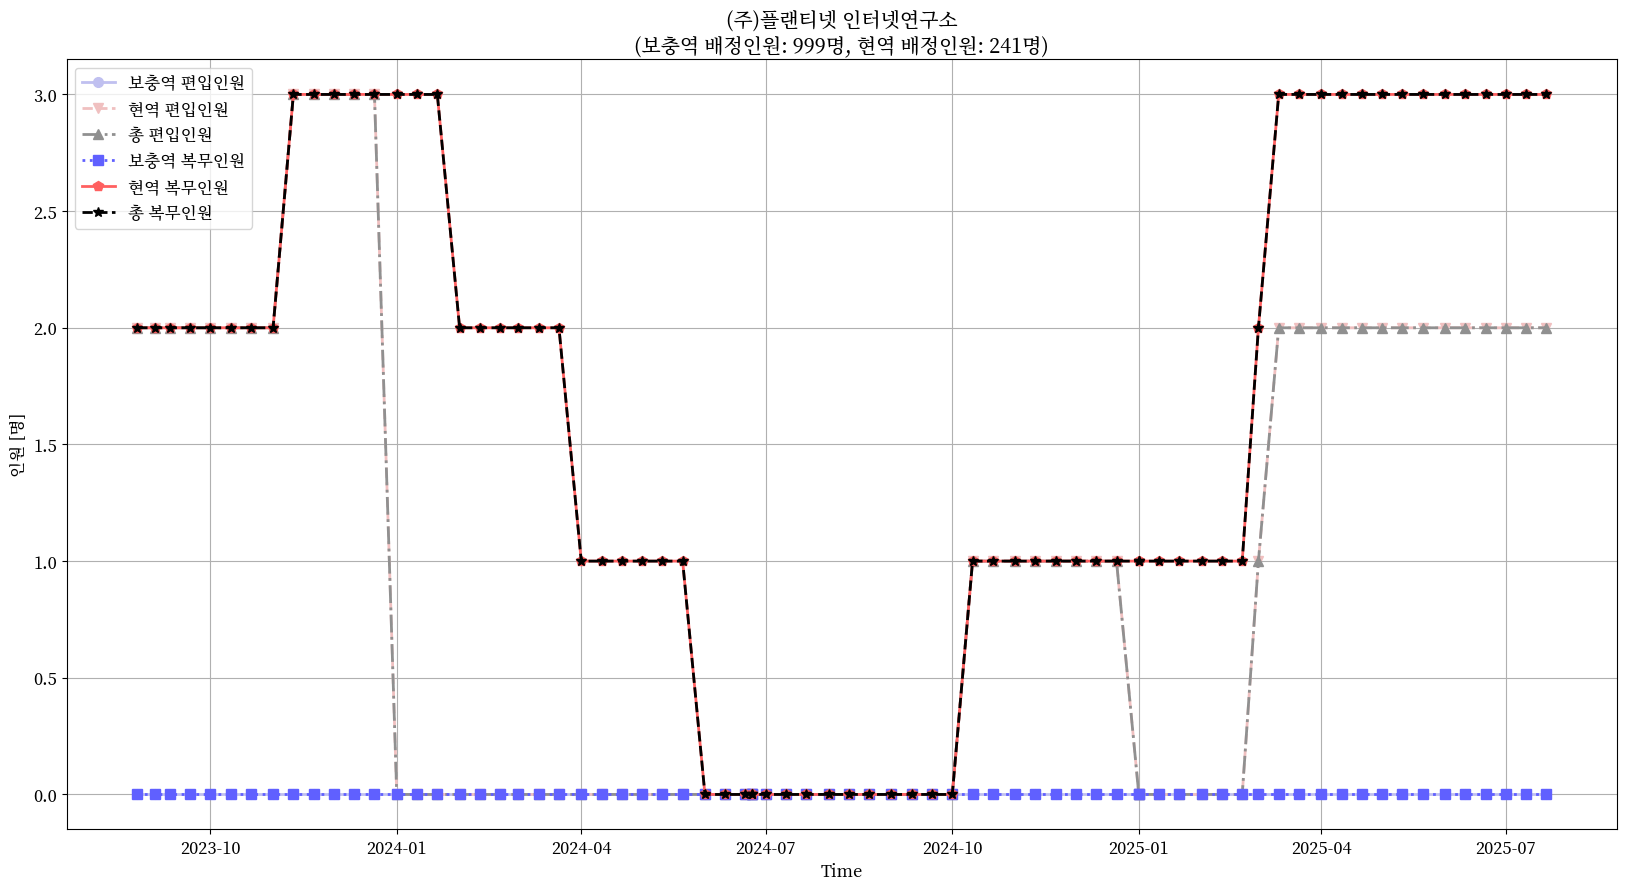 (주)플랜티넷 인터넷연구소
(보충역 배정인원: 999명, 현역 배정인원: 241명)
보충역 편입인원
현역 편입인원
총 편입인원
보충역 복무인원
현역 복무인원
총 복무인원
인원 [명]
3.0
2.5
2.0
1.5
1.0
0.5
0.0
2023-10
2024-01
2024-04
2024-07
2024-10
2025-01
2025-04
2025-07
Time